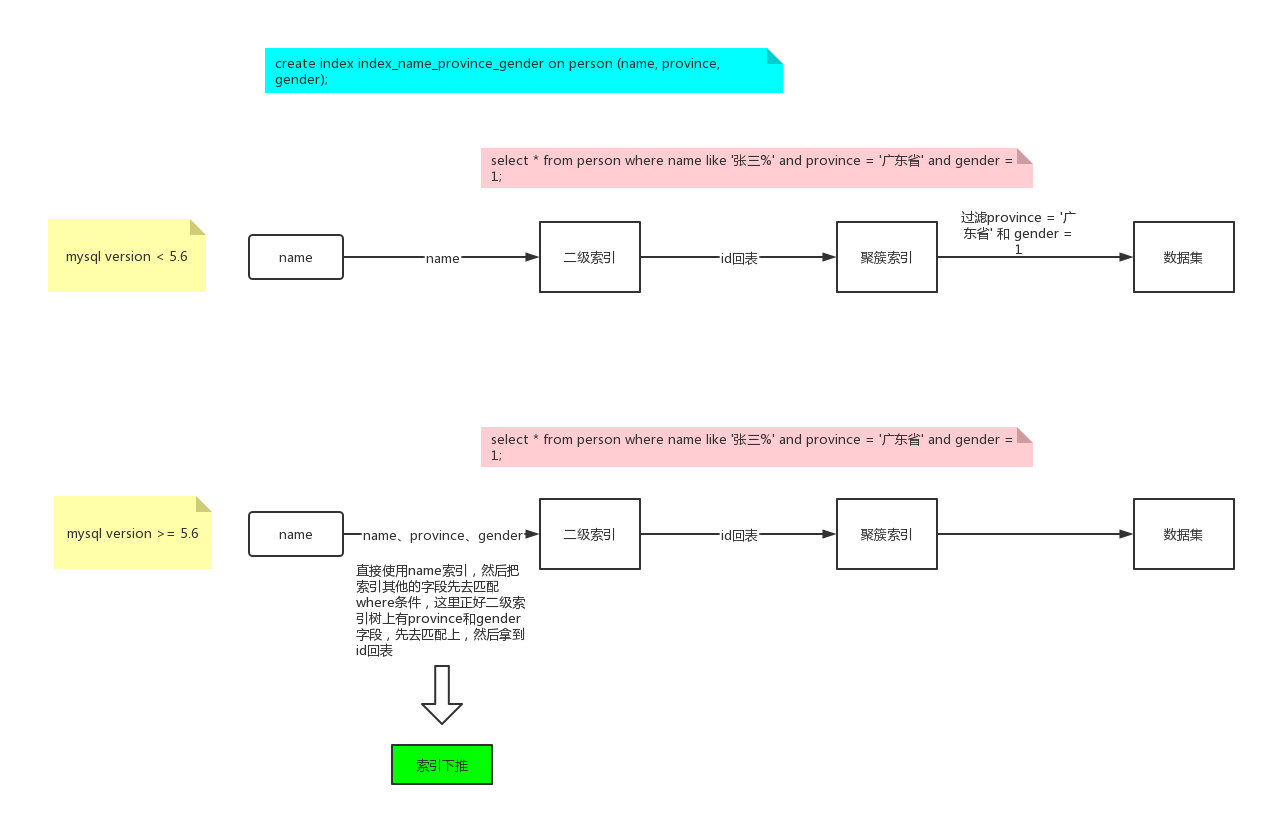 create index index_name_province_gender on person (name, province,
gender);
select * from person where name like '张三%' and province = '广东省' and gender =
1;
mysql version < 5.6
name
name
二级索引
id回表
聚簇索引
过滤province = '广
东省' 和 gender =
1
数据集
select * from person where name like '张三%' and province = '广东省' and gender =
1;
mysql version >= 5.6
name
name、province、gender
二级索引
id回表
聚簇索引
数据集
直接使用name索引，然后把
索引其他的字段先去匹配
where条件，这里正好二级索
引树上有province和gender
字段，先去匹配上，然后拿到
id回表
索引下推